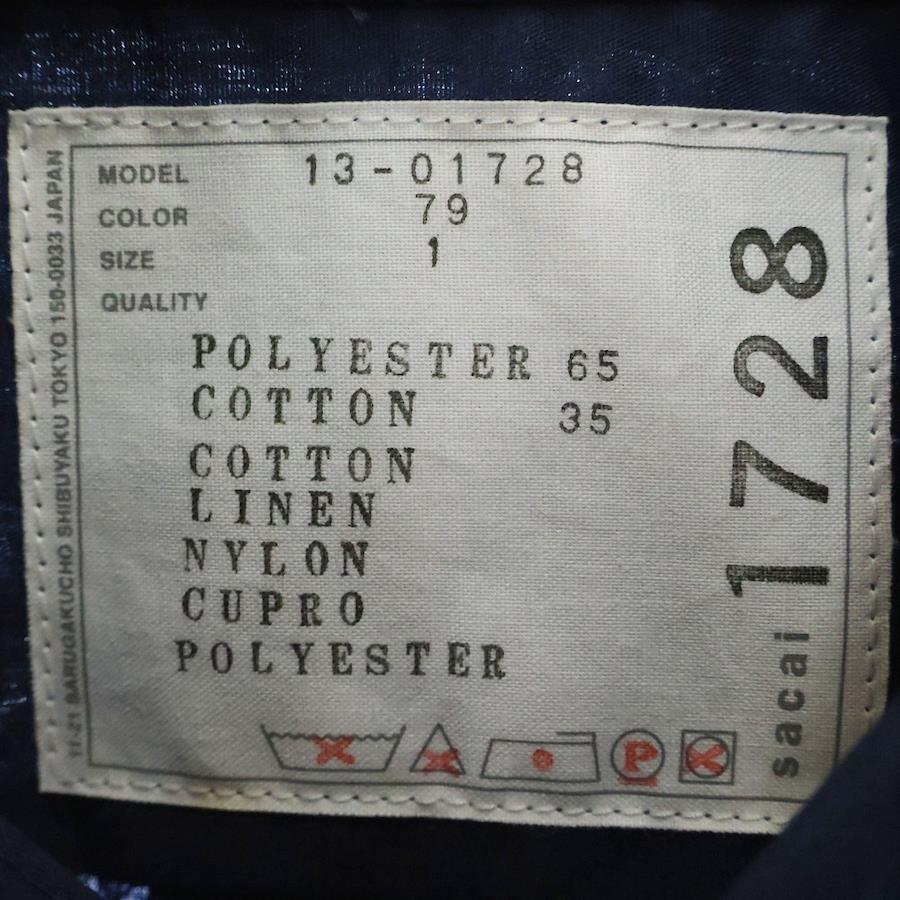 MODEL 13-01728
COLOR 79
SIZE 1
QUALITY
POLYESTER 65
COTTON 35
COTTON
LINEN
NYLON
CUPRO
POLYESTER
P
sacai 1728
11-21 SARUGAKUCHO SHIBUYAKU TOKYO 150-0033 JAPAN